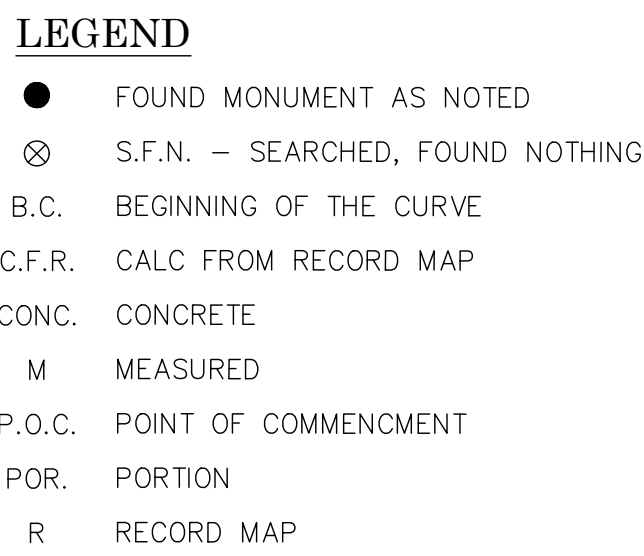 LEGEND
FOUND MONUMENT AS NOTED
S.F.N. – SEARCHED, FOUND NOTHING
B.C. BEGINNING OF THE CURVE
C.F.R. CALC FROM RECORD MAP
CONC. CONCRETE
M MEASURED
P.O.C. POINT OF COMMENCMENT
POR. PORTION
R RECORD MAP